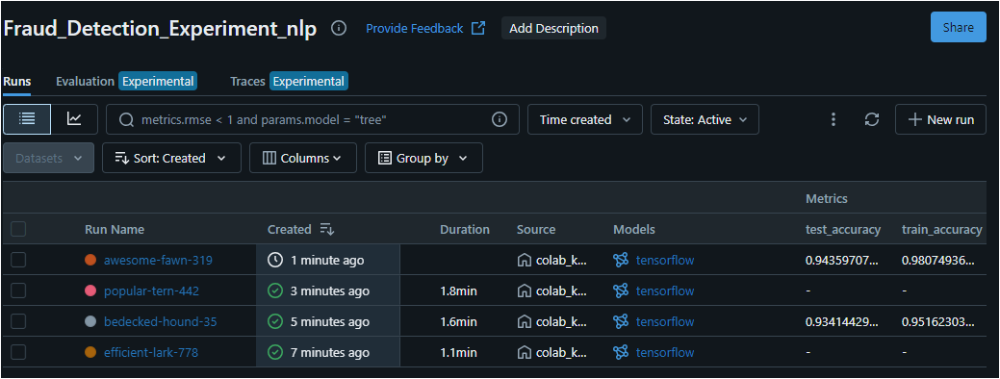 Fraud_Detection_Experiment_nlp Provide Feedback Add Description Share
Runs Evaluation Experimental Traces Experimental
metrics.rmse < 1 and params.model = "tree" Time created State: Active New run
Datasets Sort: Created Columns Group by
Metrics
Run Name Created Duration Source Models test_accuracy train_accuracy
awesome-fawn-319 1 minute ago colab_k... tensorflow 0.94359707... 0.98074936...
popular-tern-442 3 minutes ago 1.8min colab_k... tensorflow - -
bedecked-hound-35 5 minutes ago 1.6min colab_k... tensorflow 0.93414429... 0.95162303...
efficient-lark-778 7 minutes ago 1.1min colab_k... tensorflow - -